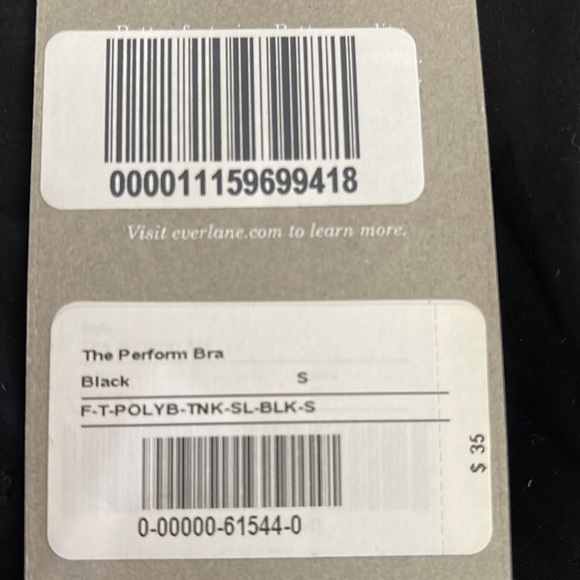 000011159699418
Visit everlane.com to learn more.
The Perform Bra
Black S
F-T-POLYB-TNK-SL-BLK-S
$ 35
0-00000-61544-0